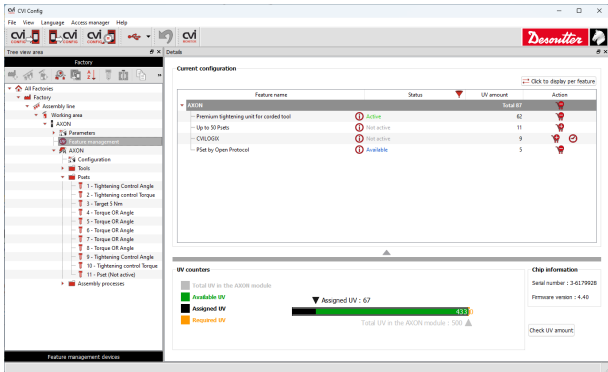 CVI Config
File View Language Access manager Help
CVI CONFIG CVI CONFIG CVI CONFIG CVI
Desoutter
Tree view area
Details
Factory
All Factories
Factory
Assembly line
Working area
AXON
Parameters
Feature management
AXON
Configuration
Tools
Psets
1 - Tightening Control Angle
2 - Tightening control Torque
3 - Target 5 Nm
4 - Torque OR Angle
5 - Torque OR Angle
6 - Torque OR Angle
7 - Torque OR Angle
8 - Torque OR Angle
9 - Tightening Control Angle
10 - Tightening control Torque
11 - Pset (Not active)
Assembly processes
Feature management devices
Current configuration
Click to display per feature
Feature name Status UV amount Action
AXON Total 87
Premium tightening unit for corded tool Active 62
Up to 50 Psets Not active 11
CVILOGIX Not active 9
PSet by Open Protocol Available 5
UV counters
Total UV in the AXON module
Available UV
Assigned UV
Required UV
Assigned UV : 67
433
Total UV in the AXON module : 500
Chip information
Serial number : 3-6179928
Firmware version : 4.40
Check UV amount